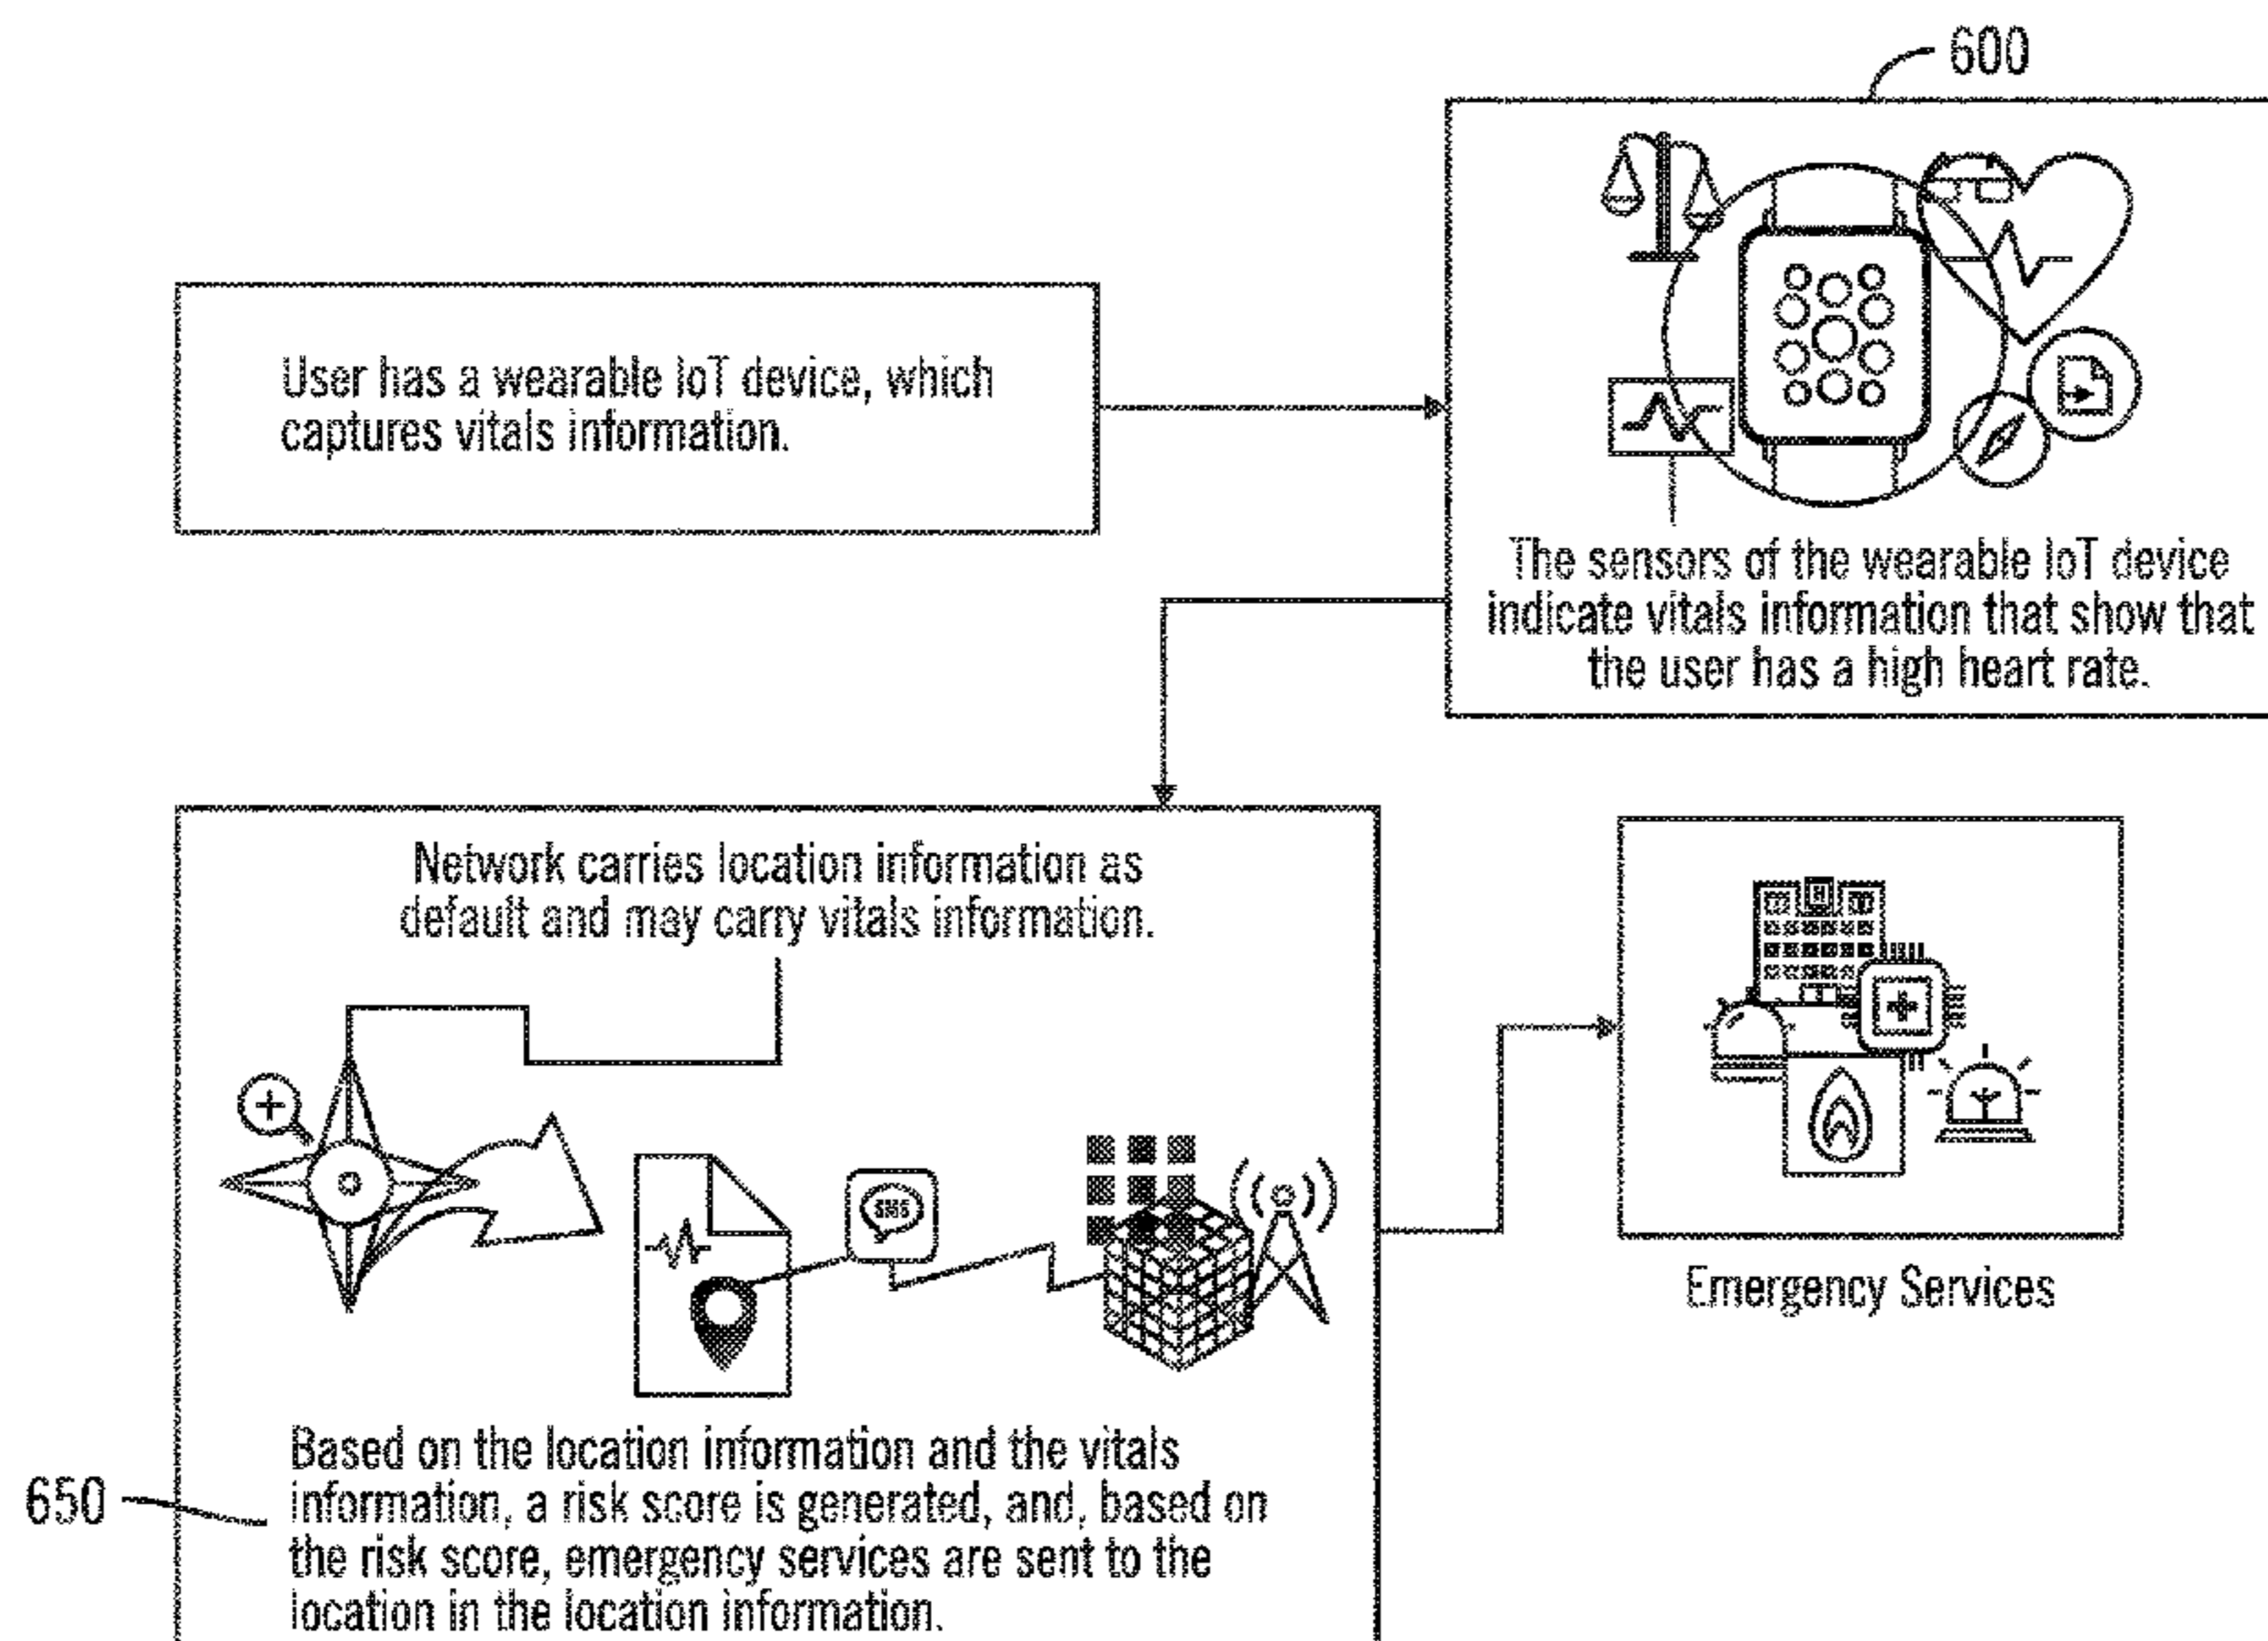 600
User has a wearable IoT device, which
captures vitals information.
The sensors of the wearable IoT device
indicate vitals information that show that
the user has a high heart rate.
Network carries location information as
default and may carry vitals information.
SMS
H
Emergency Services
650
Based on the location information and the vitals
information, a risk score is generated, and, based on
the risk score, emergency services are sent to the
location in the location information.